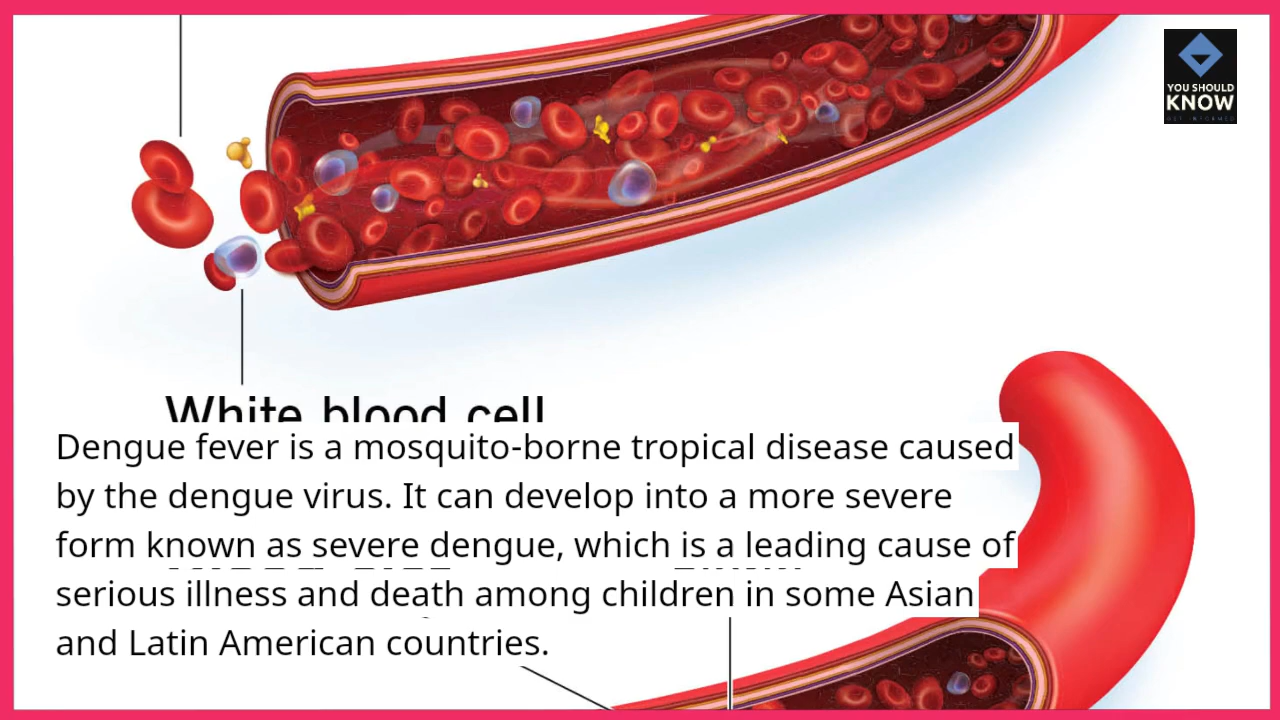 YOU SHOULD
KNOW
GET INFORMED
White blood cell
Dengue fever is a mosquito-borne tropical disease caused
by the dengue virus. It can develop into a more severe
form known as severe dengue, which is a leading cause of
serious illness and death among children in some Asian
and Latin American countries.